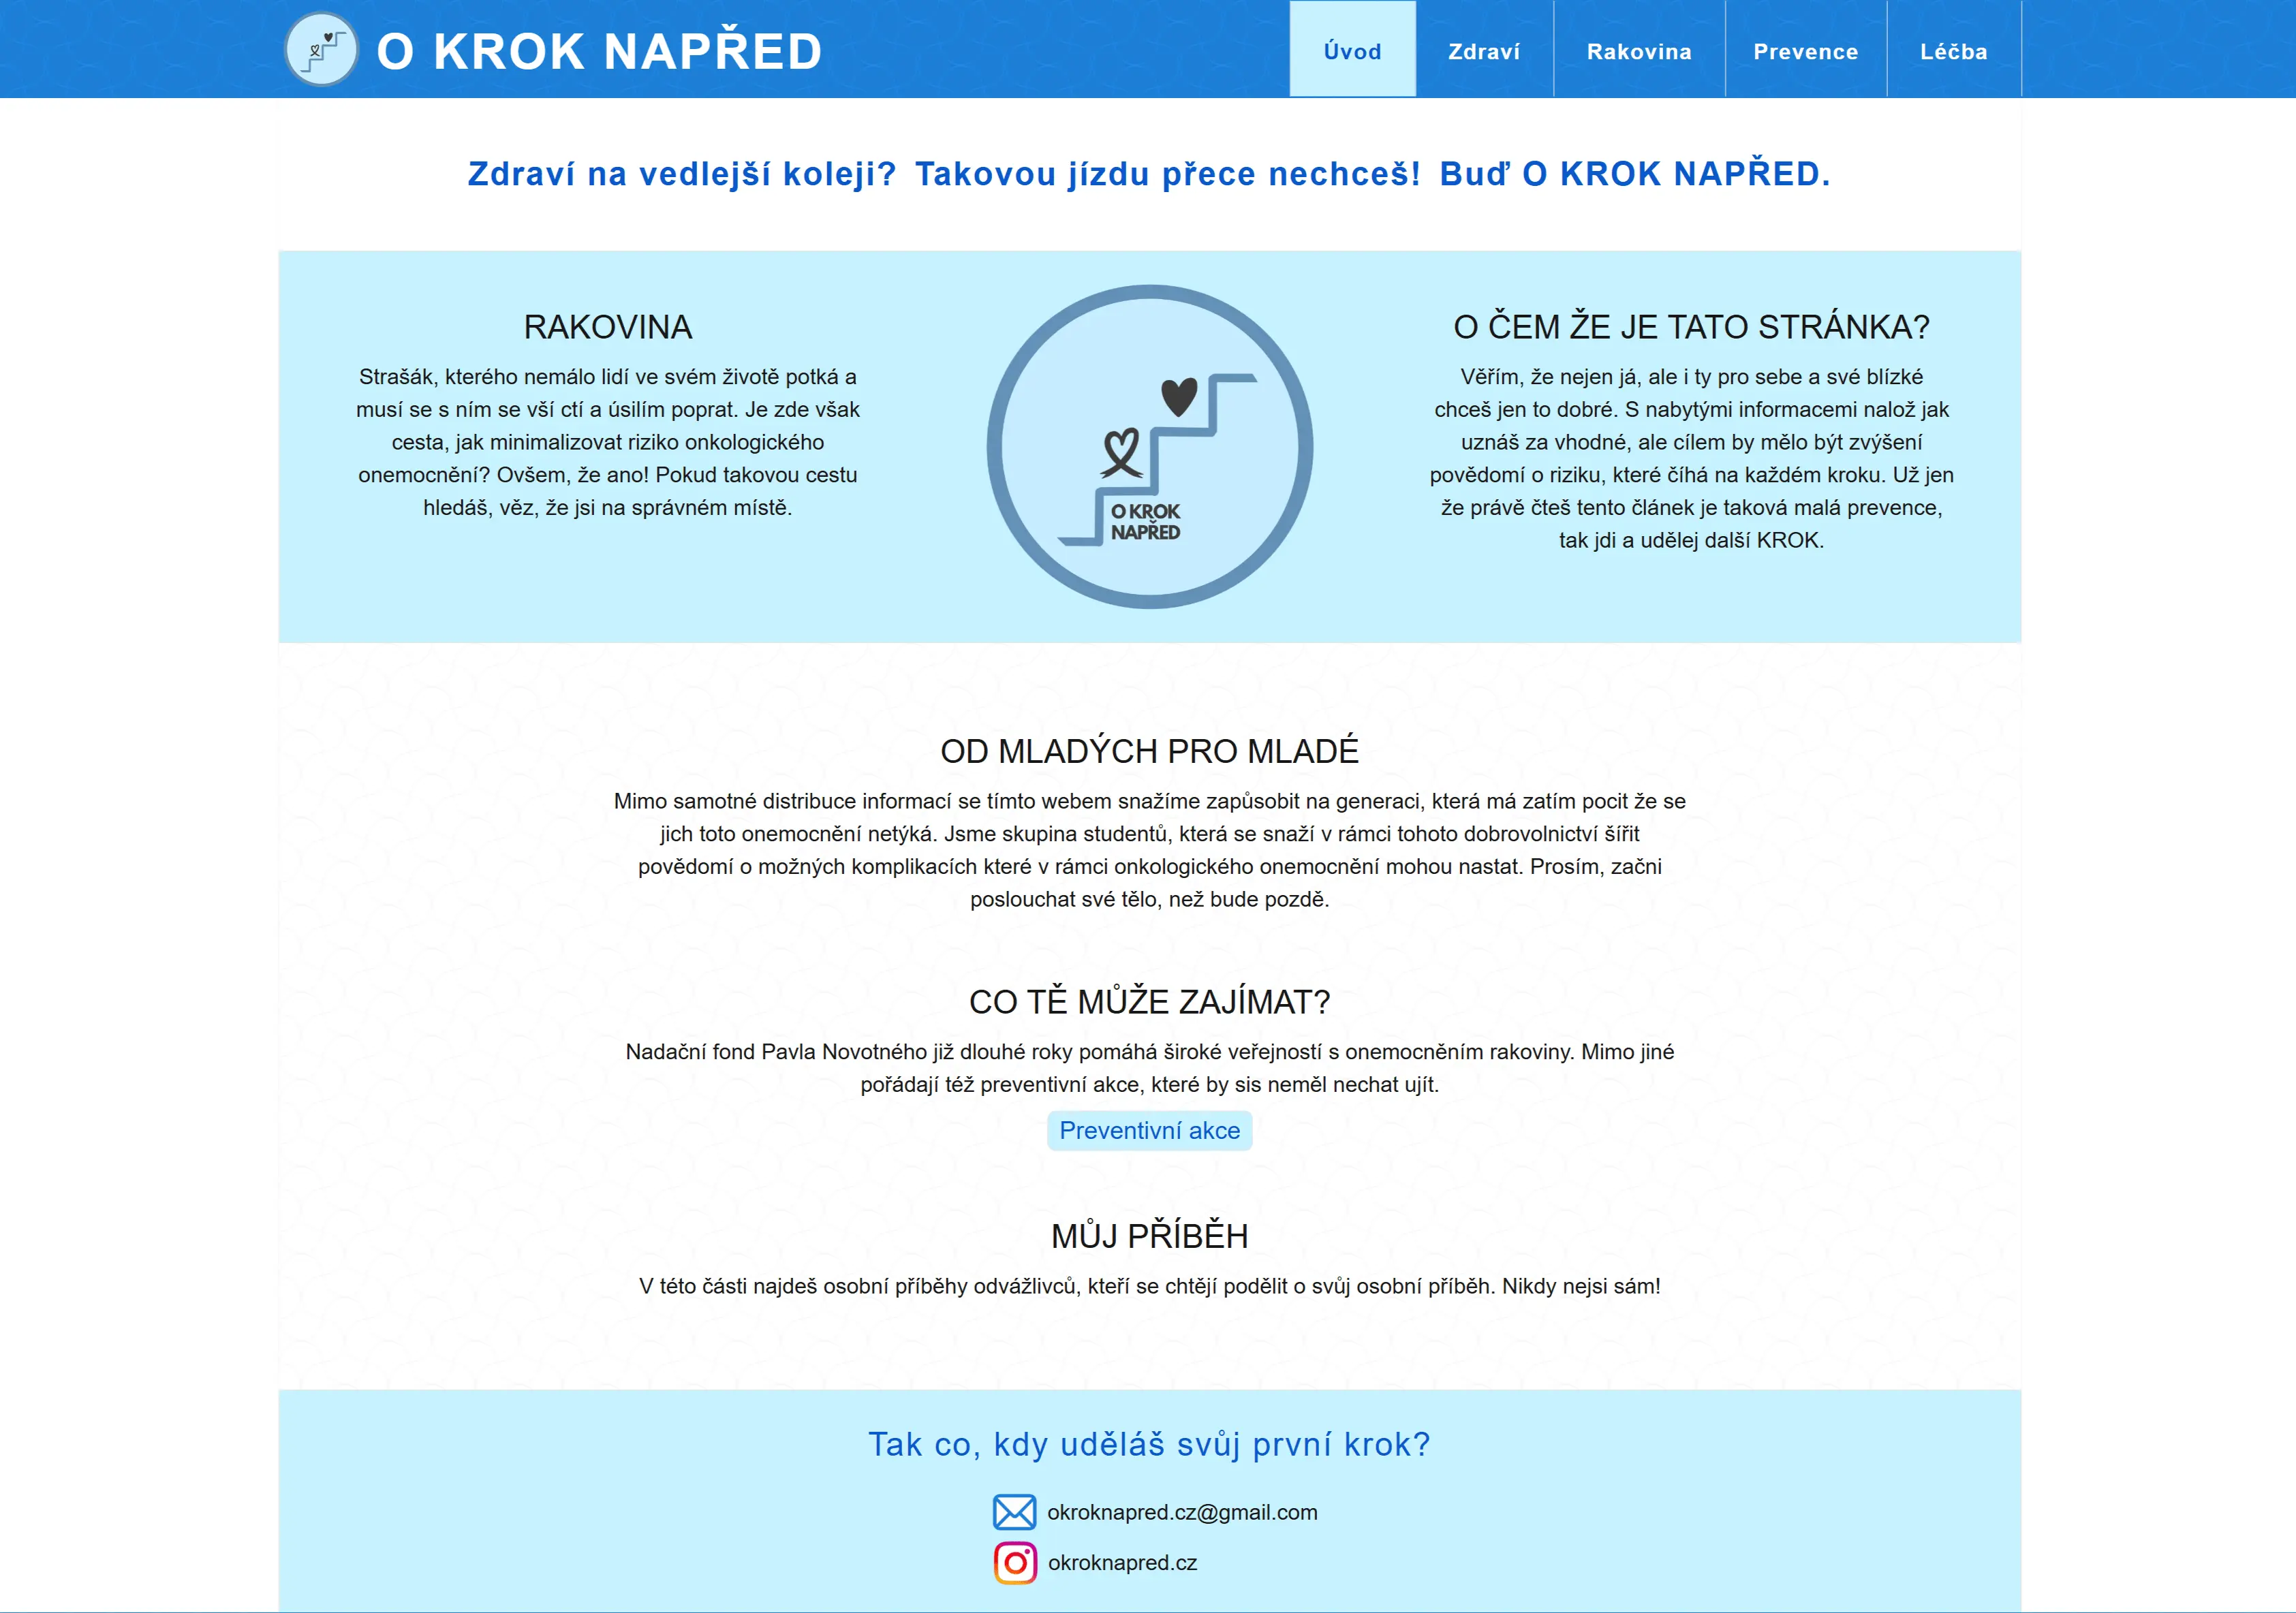 O KROK NAPŘED
Úvod
Zdraví
Rakovina
Prevence
Léčba
Zdraví na vedlejší koleji? Takovou jízdu přece nechceš! Buď O KROK NAPŘED.
RAKOVINA
Strašák, kterého nemálo lidí ve svém životě potká a
musí se s ním se vší ctí a úsilím poprat. Je zde však
cesta, jak minimalizovat riziko onkologického
onemocnění? Ovšem, že ano! Pokud takovou cestu
hledáš, věz, že jsi na správném místě.
O KROK
NAPŘED
O ČEM ŽE JE TATO STRÁNKA?
Věřím, že nejen já, ale i ty pro sebe a své blízké
chceš jen to dobré. S nabytými informacemi nalož jak
uznáš za vhodné, ale cílem by mělo být zvýšení
povědomí o riziku, které číhá na každém kroku. Už jen
že právě čteš tento článek je taková malá prevence,
tak jdi a udělej další KROK.
OD MLADÝCH PRO MLADÉ
Mimo samotné distribuce informací se tímto webem snažíme zapůsobit na generaci, která má zatím pocit že se
jich toto onemocnění netýká. Jsme skupina studentů, která se snaží v rámci tohoto dobrovolnictví šířit
povědomí o možných komplikacích které v rámci onkologického onemocnění mohou nastat. Prosím, začni
poslouchat své tělo, než bude pozdě.
CO TĚ MŮŽE ZAJÍMAT?
Nadační fond Pavla Novotného již dlouhé roky pomáhá široké veřejností s onemocněním rakoviny. Mimo jiné
pořádají též preventivní akce, které by sis neměl nechat ujít.
Preventivní akce
MŮJ PŘÍBĚH
V této části najdeš osobní příběhy odvážlivců, kteří se chtějí podělit o svůj osobní příběh. Nikdy nejsi sám!
Tak co, kdy uděláš svůj první krok?
okroknapred.cz@gmail.com
okroknapred.cz